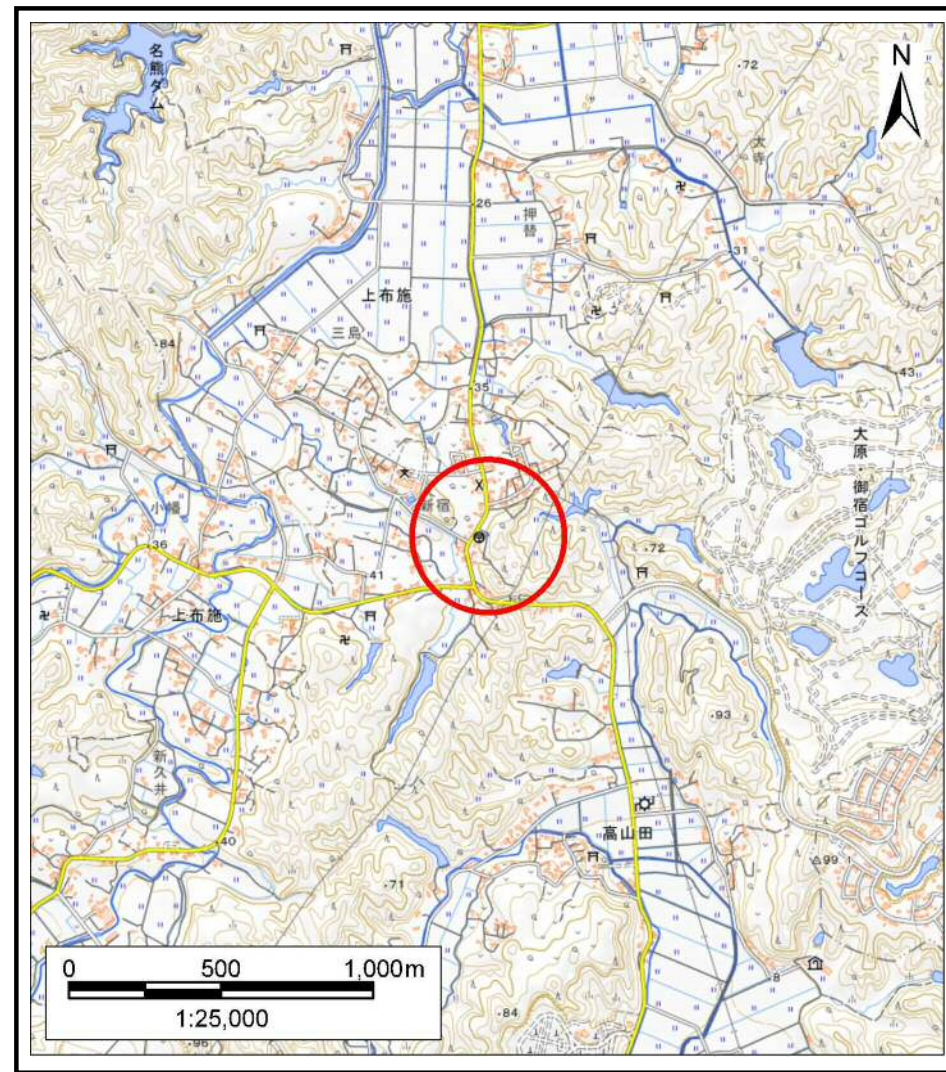 名熊ダム
72
N
大寺
26
押替
31
上布施
三島
84
43
35
大原・御宿ゴルフコース
新宿
小幡
36
72
41
上布施
93
新久井
高山田
40
99.1
71
8
84
96
0 500 1,000m
1:25,000